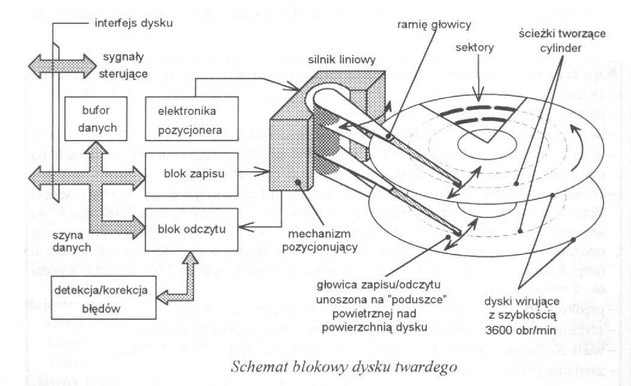 interfejs dysku
sygnały
sterujące
bufor
danych
elektronika
pozycjonera
silnik liniowy
ramię głowicy
sektory
ścieżki tworzące
cylinder
blok zapisu
szyna
danych
blok odczytu
mechanizm
pozycjonujący
detekcja/korekcja
błędów
głowica zapisu/odczytu
unoszona na "poduszce"
powietrznej nad
powierzchnią dysku
dyski wirujące
z szybkością
3600 obr/min
Schemat blokowy dysku twardego